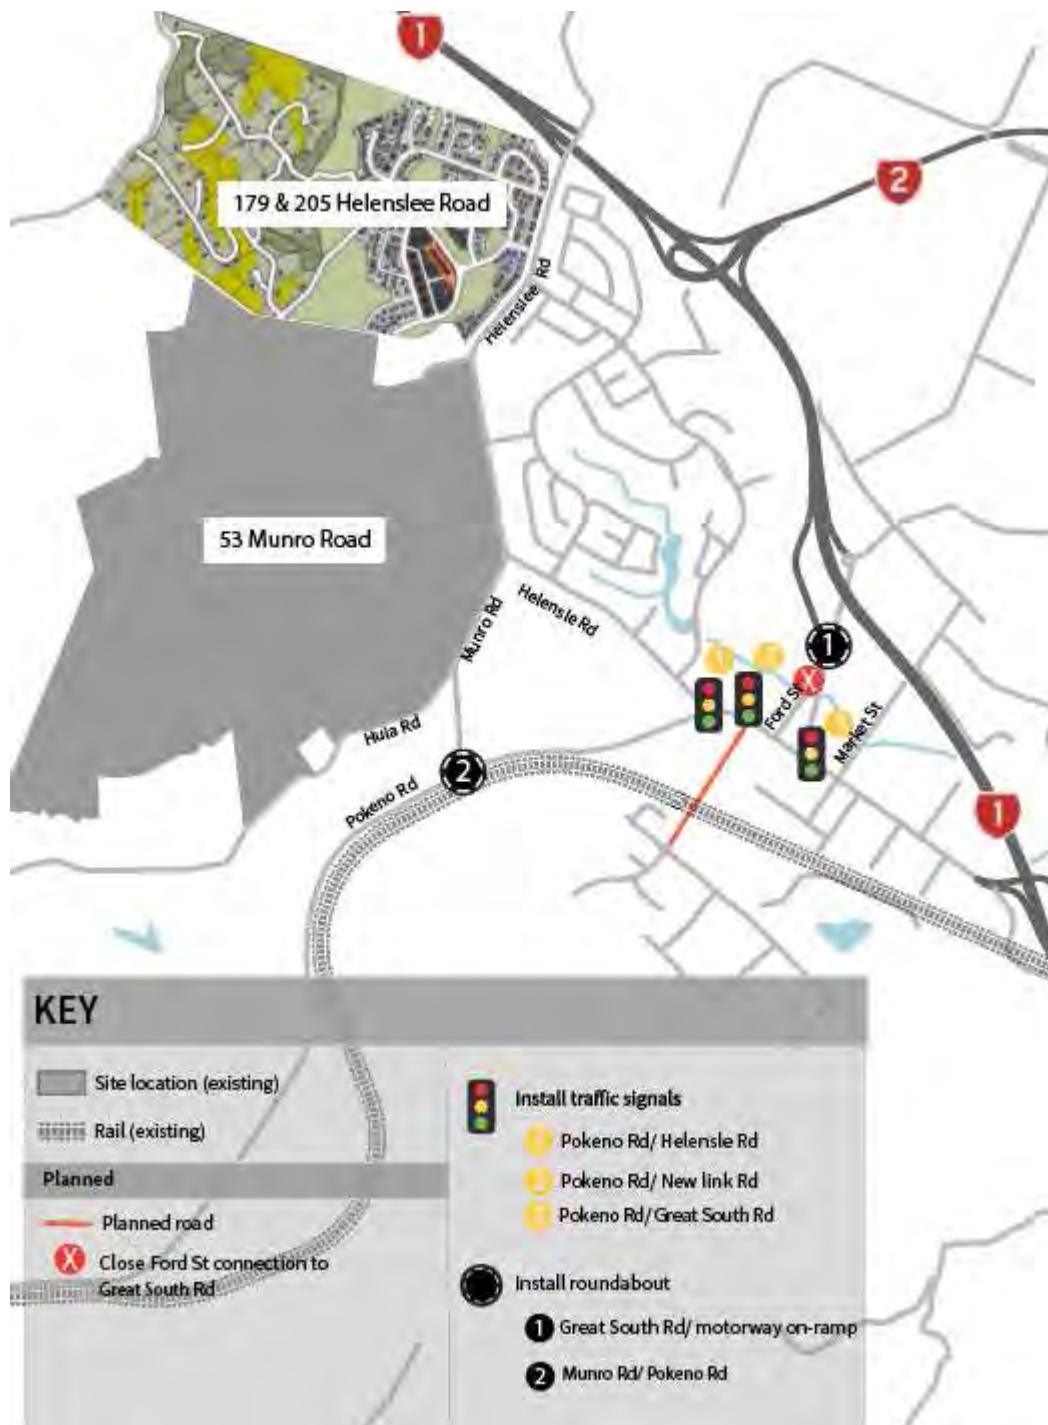 1
2
179 & 205 Helenslee Road
Helenslee Rd
53 Munro Road
Helensle Rd
Munro Rd
1
X
Ford St
Market St
Huia Rd
2
Pokeno Rd
1
KEY
Site location (existing)
Rail (existing)
Planned
Planned road
X Close Ford St connection to
Great South Rd
Install traffic signals
Pokeno Rd/ Helensle Rd
Pokeno Rd/ New link Rd
Pokeno Rd/ Great South Rd
Install roundabout
1 Great South Rd/ motorway on-ramp
2 Munro Rd/ Pokeno Rd